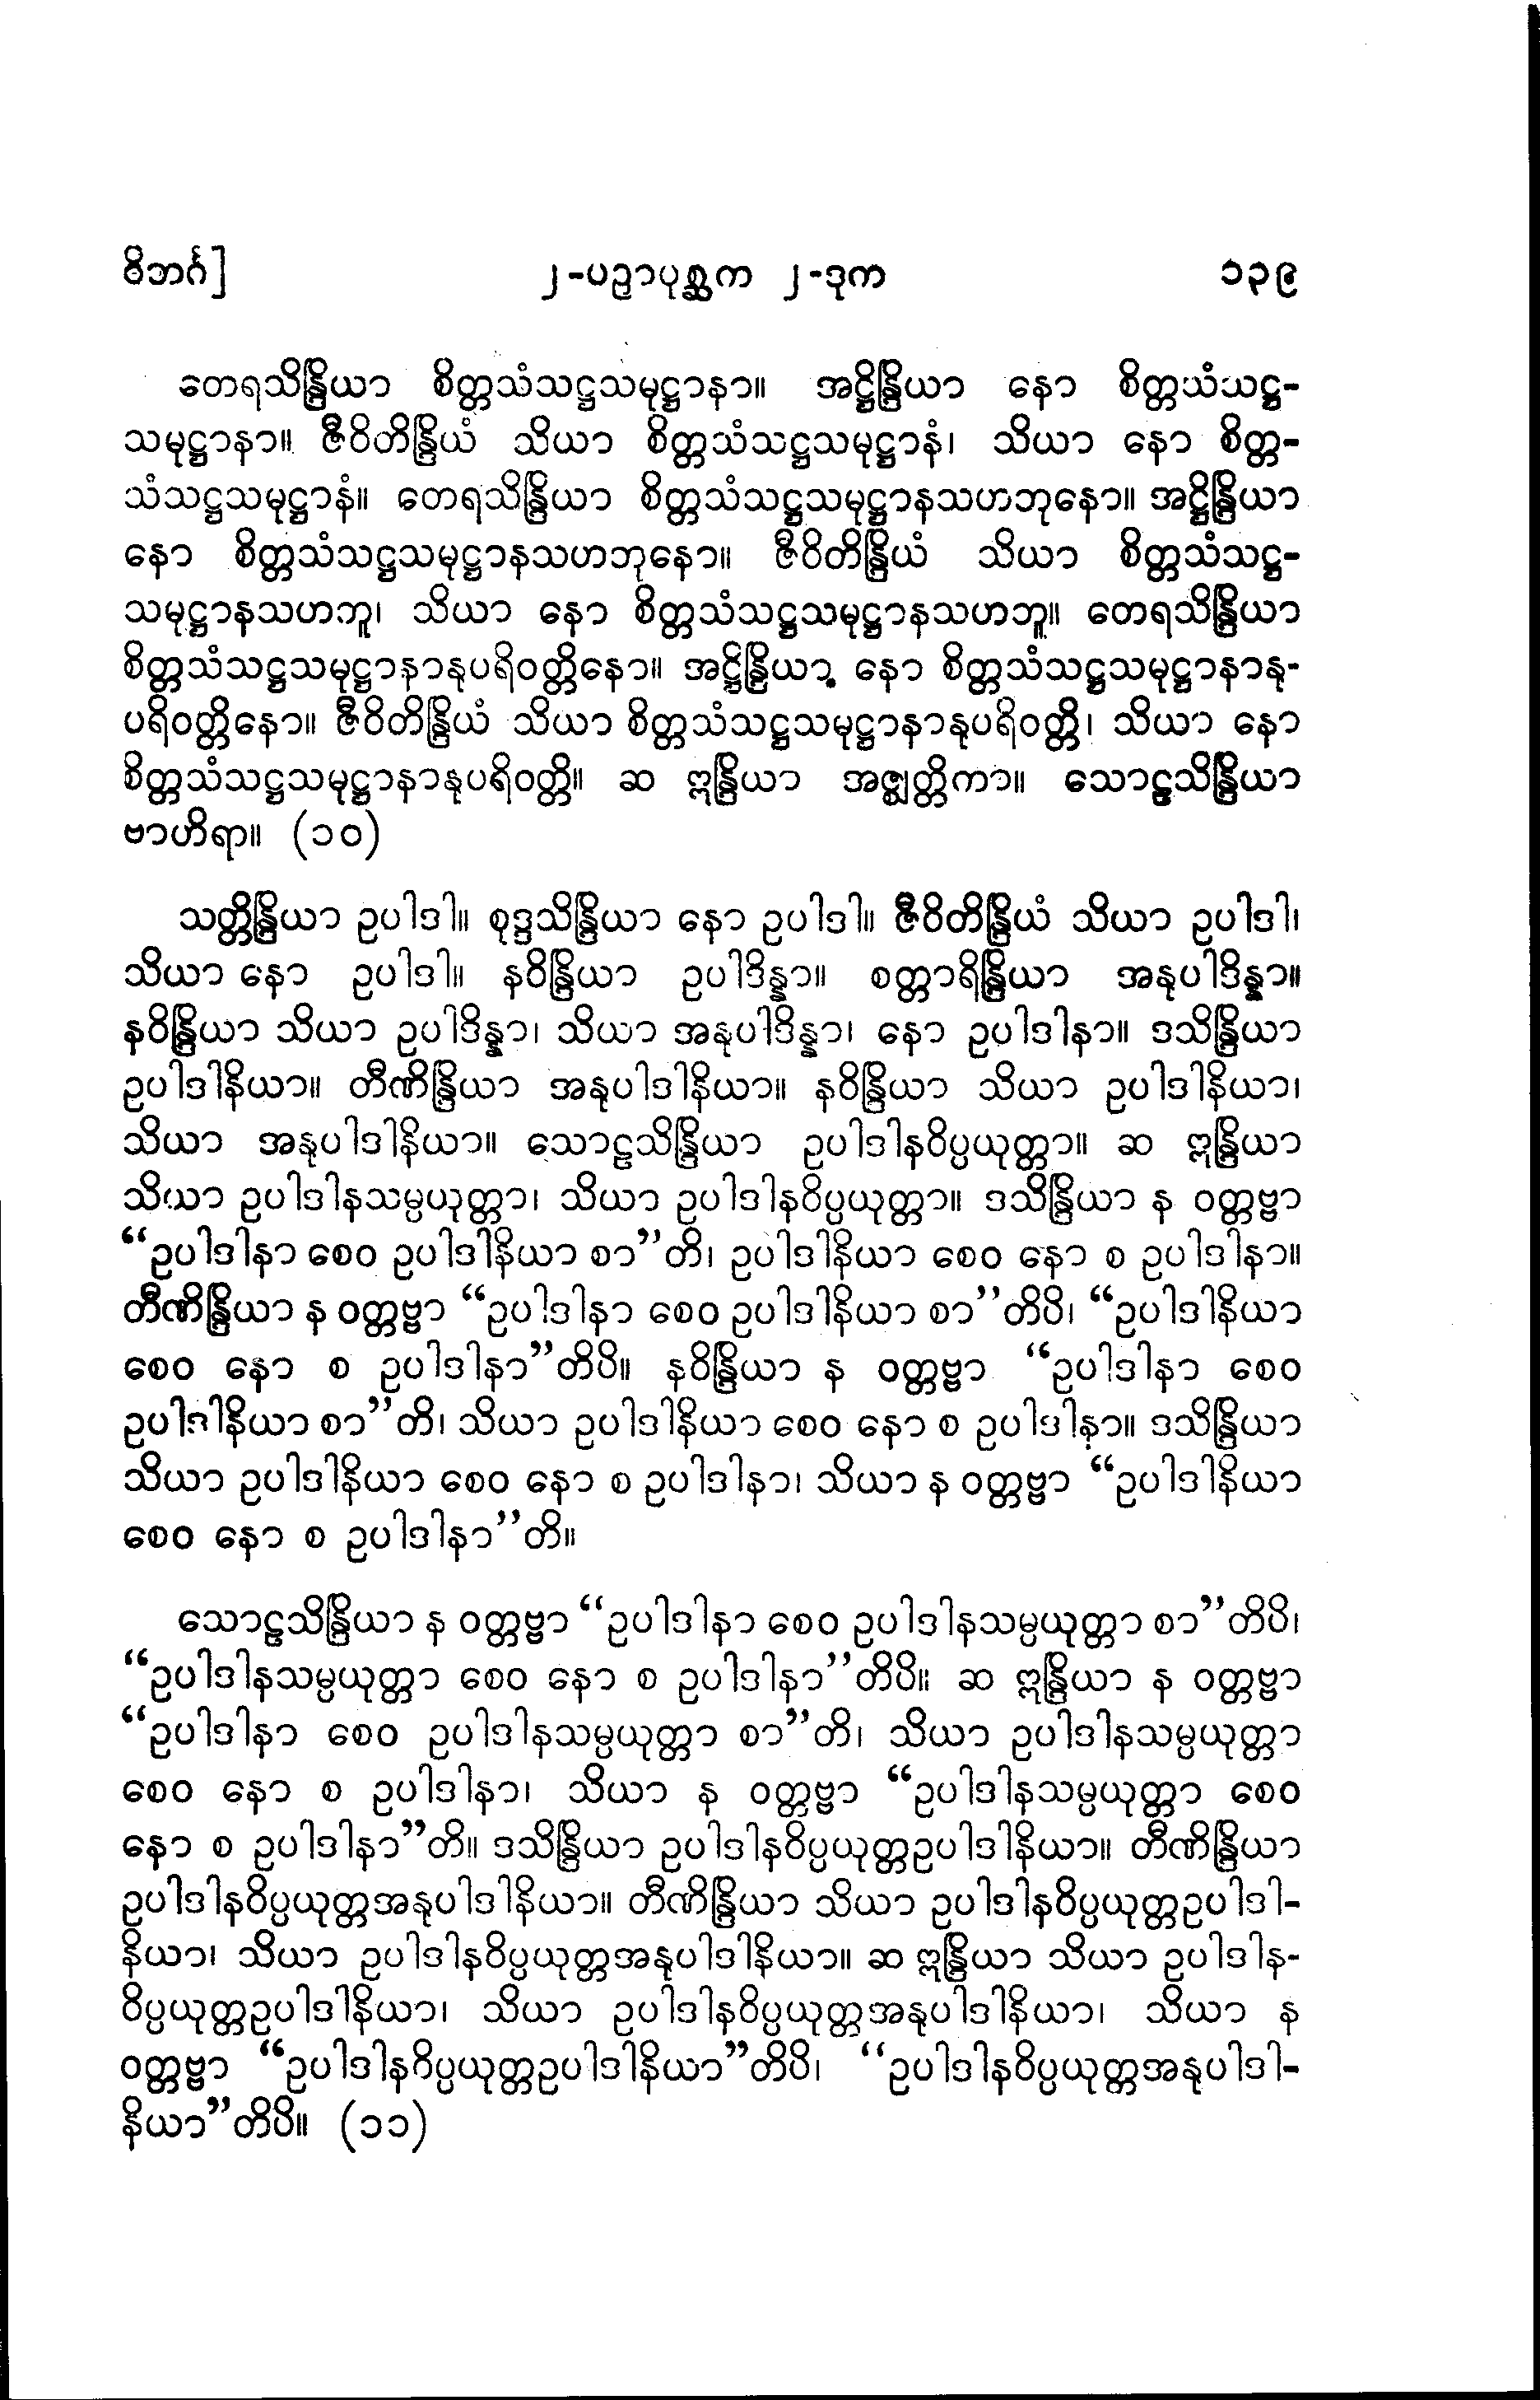 ဝိဘင်္ဂ]	၂-ပဉှာပုစ္ဆက ၂-ဒုက	၁၃၉
တေရသိန္ဒြိယာ စိတ္တသံသဋ္ဌသမုဋ္ဌာနာ။ အဋ္ဌိန္ဒြိယာ နော စိတ္တသံသဋ္ဌ-
သမုဋ္ဌာနာ။ ဇီဝိတိန္ဒြိယံ သိယာ စိတ္တသံသဋ္ဌသမုဋ္ဌာနံ၊ သိယာ နော စိတ္တ-
သံသဋ္ဌသမုဋ္ဌာနံ။ တေရသိန္ဒြိယာ စိတ္တသံသဋ္ဌသမုဋ္ဌာနသဟဘုနော။ အဋ္ဌိန္ဒြိယာ
နော စိတ္တသံသဋ္ဌသမုဋ္ဌာနသဟဘုနော။ ဇီဝိတိန္ဒြိယံ သိယာ စိတ္တသံသဋ္ဌ-
သမုဋ္ဌာနသဟဘူ၊ သိယာ နော စိတ္တသံသဋ္ဌသမုဋ္ဌာနသဟဘူ။ တေရသိန္ဒြိယာ
စိတ္တသံသဋ္ဌသမုဋ္ဌာနာနုပရိဝတ္တိနော။ အဋ္ဌိန္ဒြိယာ နော စိတ္တသံသဋ္ဌသမုဋ္ဌာနာနု-
ပရိဝတ္တိနော။ ဇီဝိတိန္ဒြိယံ သိယာ စိတ္တသံသဋ္ဌသမုဋ္ဌာနာနုပရိဝတ္တိ၊ သိယာ နော
စိတ္တသံသဋ္ဌသမုဋ္ဌာနာနုပရိဝတ္တိ။ ဆ ဣန္ဒြိယာ အဇ္ဈတ္တိကာ။ သောဠသိန္ဒြိယာ
ဗာဟိရာ။ (၁၀)
သတ္တိန္ဒြိယာ ဥပါဒါ။ စုဒ္ဒသိန္ဒြိယာ နော ဥပါဒါ။ ဇီဝိတိန္ဒြိယံ သိယာ ဥပါဒါ၊
သိယာ နော ဥပါဒါ။ နဝိန္ဒြိယာ ဥပါဒိန္နာ။ စတ္တာရိန္ဒြိယာ အနုပါဒိန္နာ။
နဝိန္ဒြိယာ သိယာ ဥပါဒိန္နာ၊ သိယာ အနုပါဒိန္နာ၊ နော ဥပါဒါနာ။ ဒသိန္ဒြိယာ
ဥပါဒါနိယာ။ တီဏိန္ဒြိယာ အနုပါဒါနိယာ။ နဝိန္ဒြိယာ သိယာ ဥပါဒါနိယာ၊
သိယာ အနုပါဒါနိယာ။ သောဠသိန္ဒြိယာ ဥပါဒါနဝိပ္ပယုတ္တာ။ ဆ ဣန္ဒြိယာ
သိယာ ဥပါဒါနသမ္ပယုတ္တာ၊ သိယာ ဥပါဒါနဝိပ္ပယုတ္တာ။ ဒသိန္ဒြိယာ န ဝတ္တဗ္ဗာ
“ဥပါဒါနာ စေဝ ဥပါဒါနိယာ စာ”တိ၊ ဥပါဒါနိယာ စေဝ နော စ ဥပါဒါနာ။
တီဏိန္ဒြိယာ န ဝတ္တဗ္ဗာ “ဥပါဒါနာ စေဝ ဥပါဒါနိယာ စာ”တိပိ၊ “ဥပါဒါနိယာ
စေဝ နော စ ဥပါဒါနာ”တိပိ။ နဝိန္ဒြိယာ န ဝတ္တဗ္ဗာ “ဥပါဒါနာ စေဝ
ဥပါဒါနိယာ စာ”တိ၊ သိယာ ဥပါဒါနိယာ စေဝ နော စ ဥပါဒါနာ။ ဒသိန္ဒြိယာ
သိယာ ဥပါဒါနိယာ စေဝ နော စ ဥပါဒါနာ၊ သိယာ န ဝတ္တဗ္ဗာ “ဥပါဒါနိယာ
စေဝ နော စ ဥပါဒါနာ”တိ။
သောဠသိန္ဒြိယာ န ဝတ္တဗ္ဗာ “ဥပါဒါနာ စေဝ ဥပါဒါနသမ္ပယုတ္တာ စာ”တိပိ၊
“ဥပါဒါနသမ္ပယုတ္တာ စေဝ နော စ ဥပါဒါနာ”တိပိ။ ဆ ဣန္ဒြိယာ န ဝတ္တဗ္ဗာ
“ဥပါဒါနာ စေဝ ဥပါဒါနသမ္ပယုတ္တာ စာ”တိ၊ သိယာ ဥပါဒါနသမ္ပယုတ္တာ
စေဝ နော စ ဥပါဒါနာ၊ သိယာ န ဝတ္တဗ္ဗာ “ဥပါဒါနသမ္ပယုတ္တာ စေဝ
နော စ ဥပါဒါနာ”တိ။ ဒသိန္ဒြိယာ ဥပါဒါနဝိပ္ပယုတ္တဥပါဒါနိယာ။ တီဏိန္ဒြိယာ
ဥပါဒါနဝိပ္ပယုတ္တအနုပါဒါနိယာ။ တီဏိန္ဒြိယာ သိယာ ဥပါဒါနဝိပ္ပယုတ္တဥပါဒါ-
နိယာ၊ သိယာ ဥပါဒါနဝိပ္ပယုတ္တအနုပါဒါနိယာ။ ဆ ဣန္ဒြိယာ သိယာ ဥပါဒါန-
ဝိပ္ပယုတ္တဥပါဒါနိယာ၊ သိယာ ဥပါဒါနဝိပ္ပယုတ္တအနုပါဒါနိယာ၊ သိယာ န
ဝတ္တဗ္ဗာ “ဥပါဒါနဝိပ္ပယုတ္တဥပါဒါနိယာ”တိပိ၊ “ဥပါဒါနဝိပ္ပယုတ္တအနုပါဒါ-
နိယာ”တိပိ။ (၁၁)